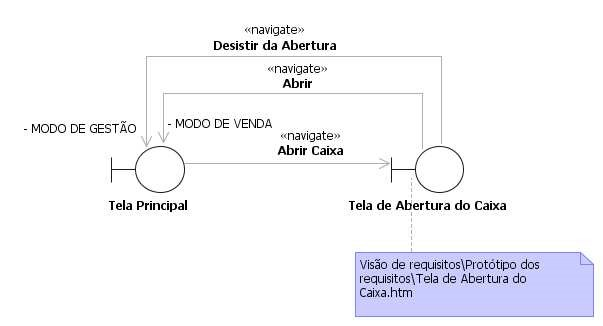 «navigate»
Desistir da Abertura
«navigate»
Abrir
- MODO DE GESTÃO
- MODO DE VENDA
«navigate»
Abrir Caixa
Tela Principal
Tela de Abertura do Caixa
Visão de requisitos\Protótipo dos
requisitos\Tela de Abertura do
Caixa.htm